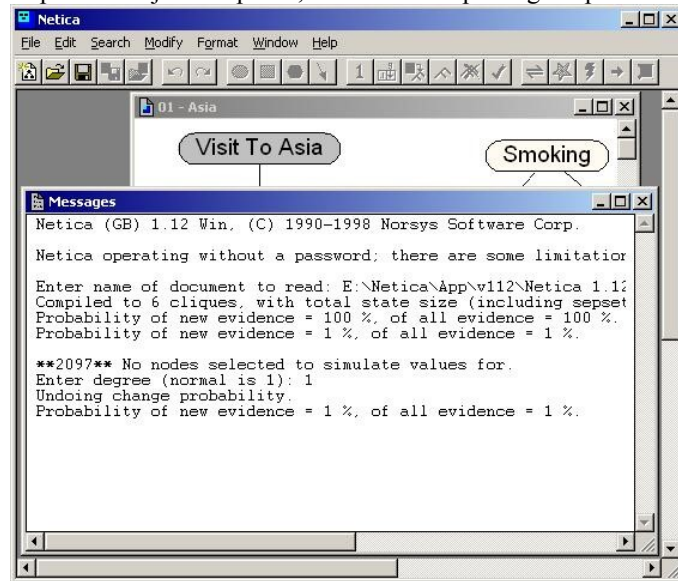 Netica
File Edit Search Modify Format Window Help
1
01 - Asia
Visit To Asia
Smoking
Messages
Netica (GB) 1.12 Win, (C) 1990-1998 Norsys Software Corp.
Netica operating without a password; there are some limitation
Enter name of document to read: E:\Netica\App\v112\Netica 1.12
Compiled to 6 cliques, with total state size (including sepset
Probability of new evidence = 100 %, of all evidence = 100 %.
Probability of new evidence = 1 %, of all evidence = 1 %.
**2097** No nodes selected to simulate values for.
Enter degree (normal is 1): 1
Undoing change probability.
Probability of new evidence = 1 %, of all evidence = 1 %.